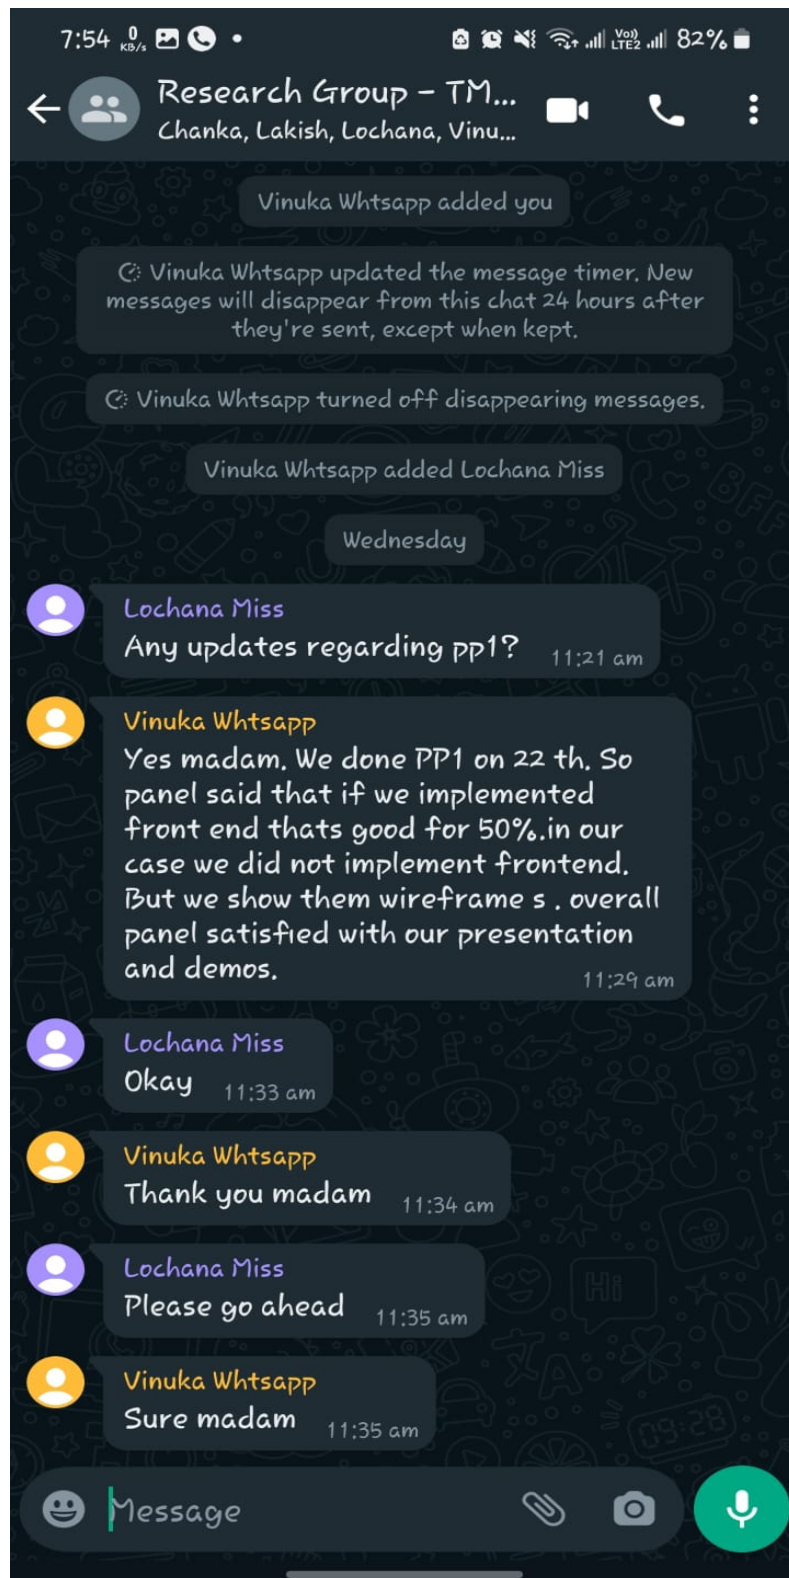 7:54 0 KB/s • Vo)) LTE2 82%
Research Group - TM...
Chanka, Lakish, Lochana, Vinu...
Vinuka Whtsapp added you
Vinuka Whtsapp updated the message timer. New
messages will disappear from this chat 24 hours after
they're sent, except when kept.
Vinuka Whtsapp turned off disappearing messages.
Vinuka Whtsapp added Lochana Miss
Wednesday
Lochana Miss
Any updates regarding pp1? 11:21 am
Vinuka Whtsapp
Yes madam. We done PP1 on 22 th. So
panel said that if we implemented
front end thats good for 50%.in our
case we did not implement frontend.
But we show them wireframe s . overall
panel satisfied with our presentation
and demos. 11:29 am
Lochana Miss
Okay 11:33 am
Vinuka Whtsapp
Thank you madam 11:34 am
Lochana Miss
Please go ahead 11:35 am
Vinuka Whtsapp
Sure madam 11:35 am
Message